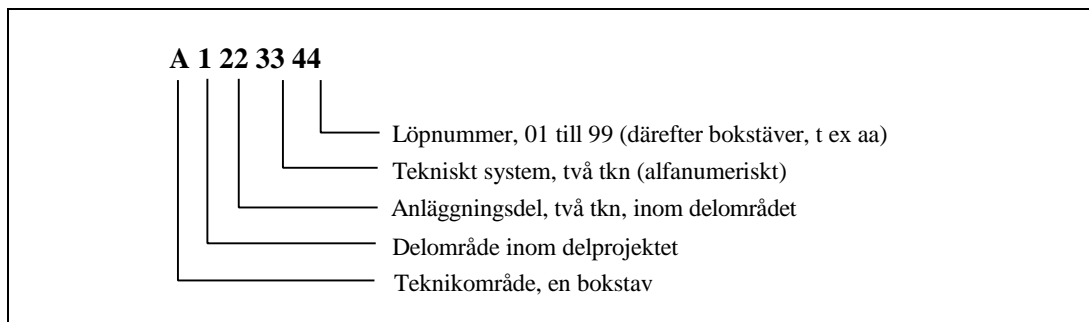 A 1 22 33 44
Löpnummer, 01 till 99 (därefter bokstäver, t ex aa)
Tekniskt system, två tkn (alfanumeriskt)
Anläggningsdel, två tkn, inom delområdet
Delområde inom delprojektet
Teknikområde, en bokstav